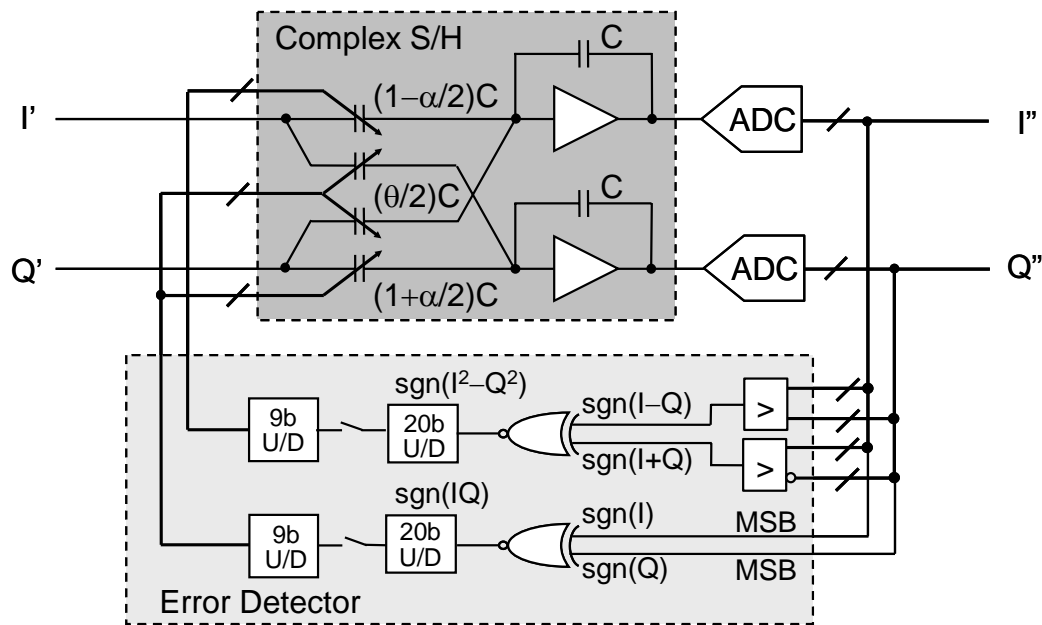 Complex S/H
C
(1−α/2)C
I'
ADC
I”
(θ/2)C
C
Q'
ADC
Q”
(1+α/2)C
sgn(I²−Q²)
9b
U/D
20b
U/D
sgn(I−Q)
>
sgn(I+Q)
>
sgn(IQ)
9b
U/D
20b
U/D
sgn(I)
MSB
sgn(Q)
MSB
Error Detector